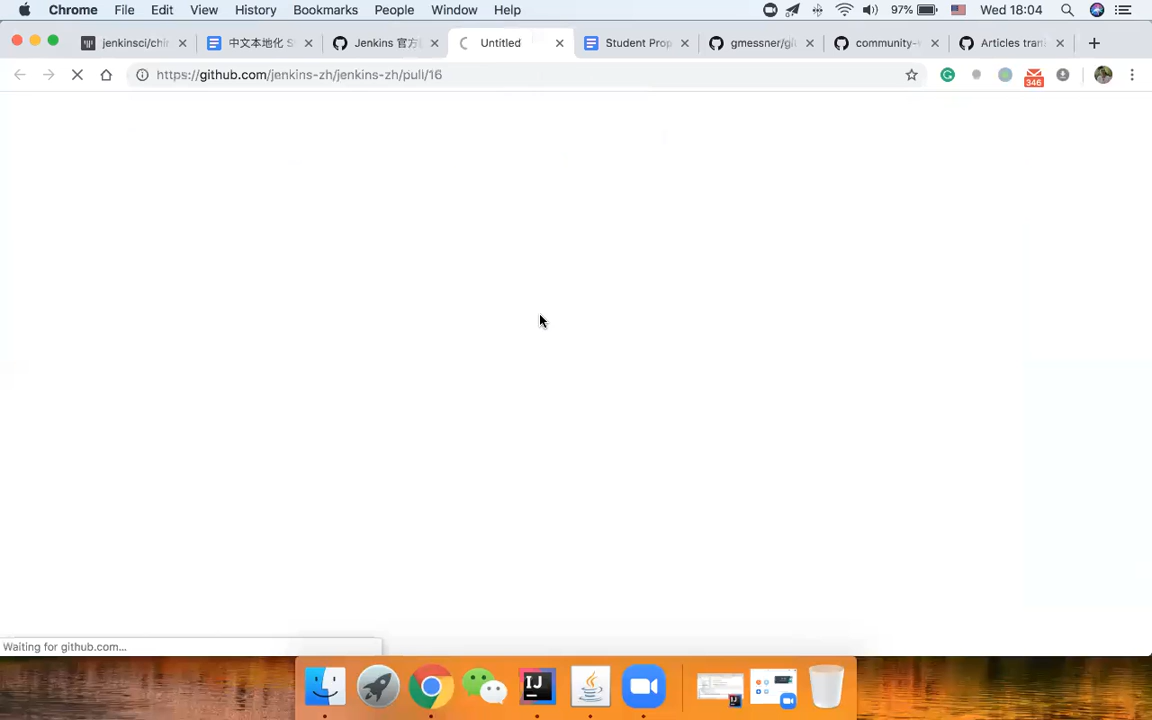 Chrome File Edit View History Bookmarks People Window Help 97% Wed 18:04
jenkinsci/chin 中文本地化 S Jenkins 官方 Untitled Student Prop gmessner/gi community- Articles tran
https://github.com/jenkins-zh/jenkins-zh/pull/16
346
Waiting for github.com...
IJ